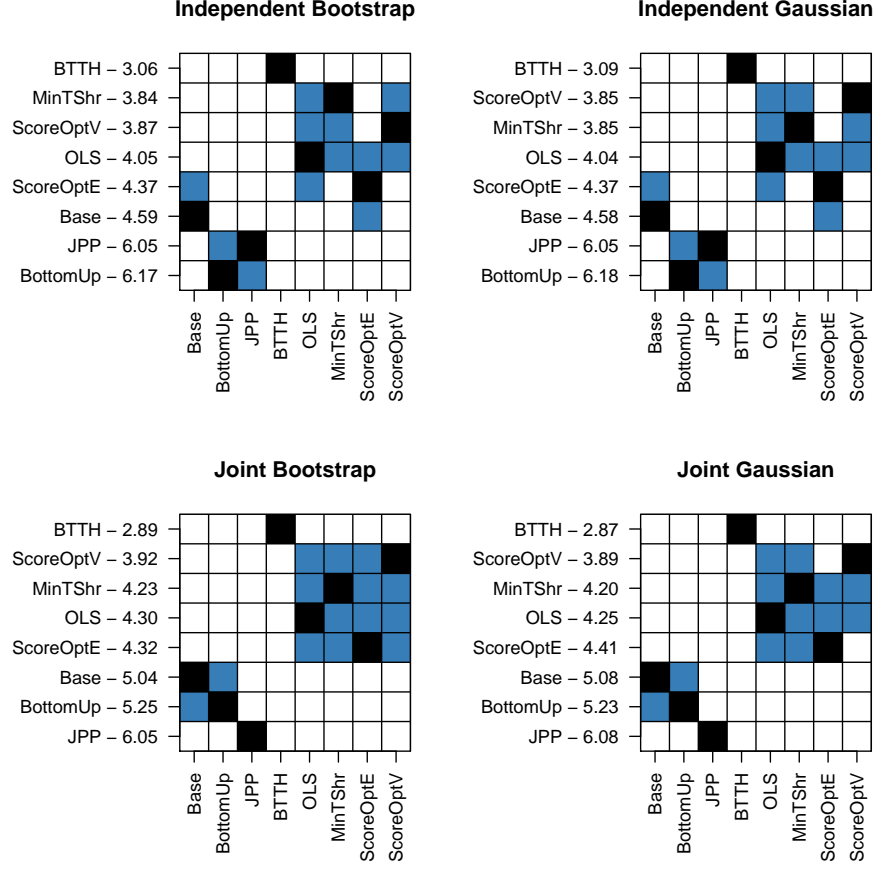 Independent Bootstrap
BTTH − 3.06
MinTShr − 3.84
ScoreOptV − 3.87
OLS − 4.05
ScoreOptE − 4.37
Base − 4.59
JPP − 6.05
BottomUp − 6.17
Base
BottomUp
JPP
BTTH
OLS
MinTShr
ScoreOptE
ScoreOptV
Independent Gaussian
BTTH − 3.09
ScoreOptV − 3.85
MinTShr − 3.85
OLS − 4.04
ScoreOptE − 4.37
Base − 4.58
JPP − 6.05
BottomUp − 6.18
Base
BottomUp
JPP
BTTH
OLS
MinTShr
ScoreOptE
ScoreOptV
Joint Bootstrap
BTTH − 2.89
ScoreOptV − 3.92
MinTShr − 4.23
OLS − 4.30
ScoreOptE − 4.32
Base − 5.04
BottomUp − 5.25
JPP − 6.05
Base
BottomUp
JPP
BTTH
OLS
MinTShr
ScoreOptE
ScoreOptV
Joint Gaussian
BTTH − 2.87
ScoreOptV − 3.89
MinTShr − 4.20
OLS − 4.25
ScoreOptE − 4.41
Base − 5.08
BottomUp − 5.23
JPP − 6.08
Base
BottomUp
JPP
BTTH
OLS
MinTShr
ScoreOptE
ScoreOptV